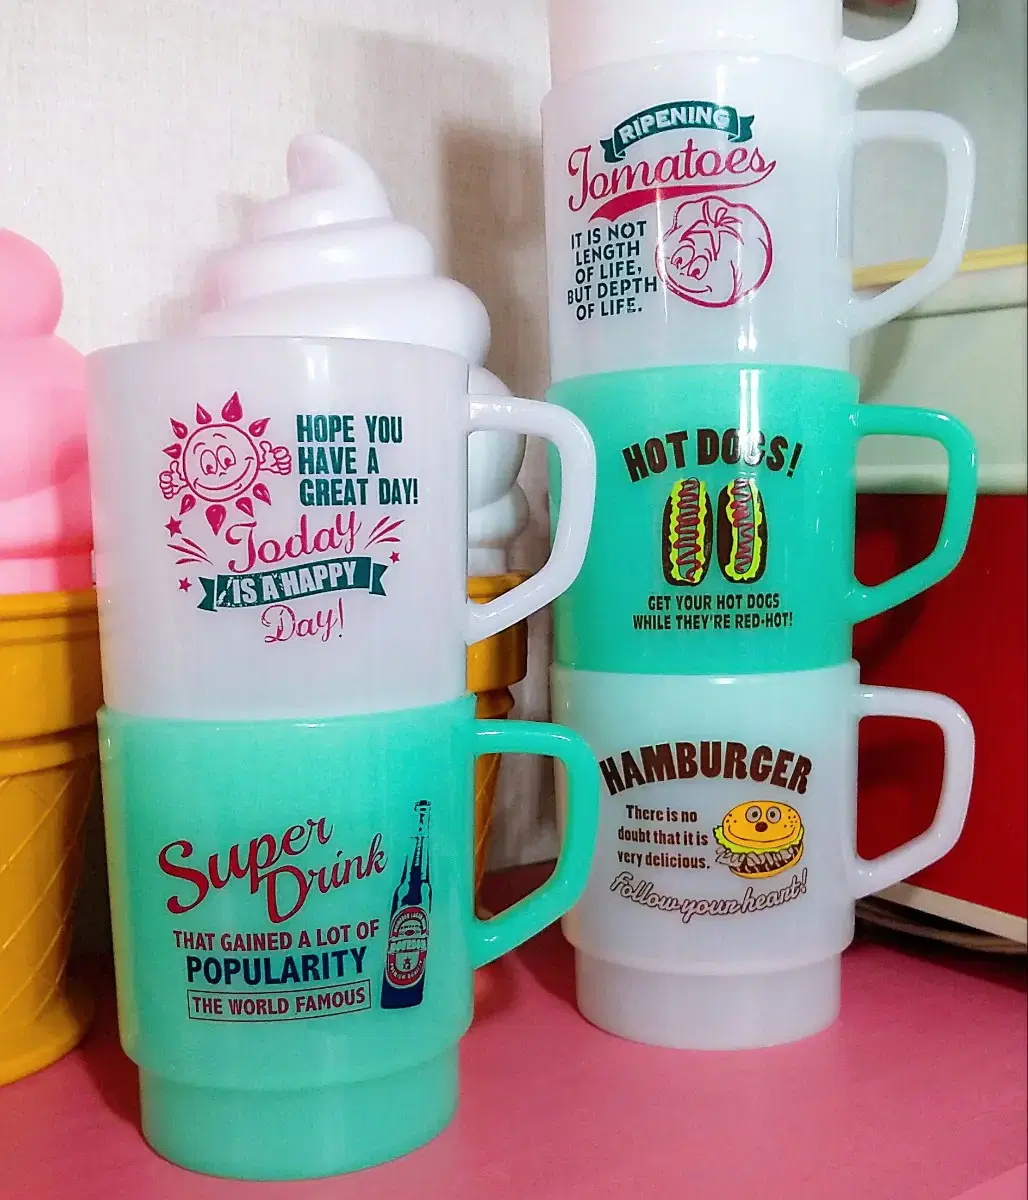 RIPENING
Tomatoes
IT IS NOT
LENGTH
OF LIFE,
BUT DEPTH
OF LIFE.
HOPE YOU
HAVE A
GREAT DAY!
Today
IS A HAPPY
Day!
HOT DOGS!
GET YOUR HOT DOGS
WHILE THEY'RE RED-HOT!
HAMBURGER
There is no
doubt that it is
very delicious.
Follow your heart!
Super
Drink
THAT GAINED A LOT OF
POPULARITY
THE WORLD FAMOUS